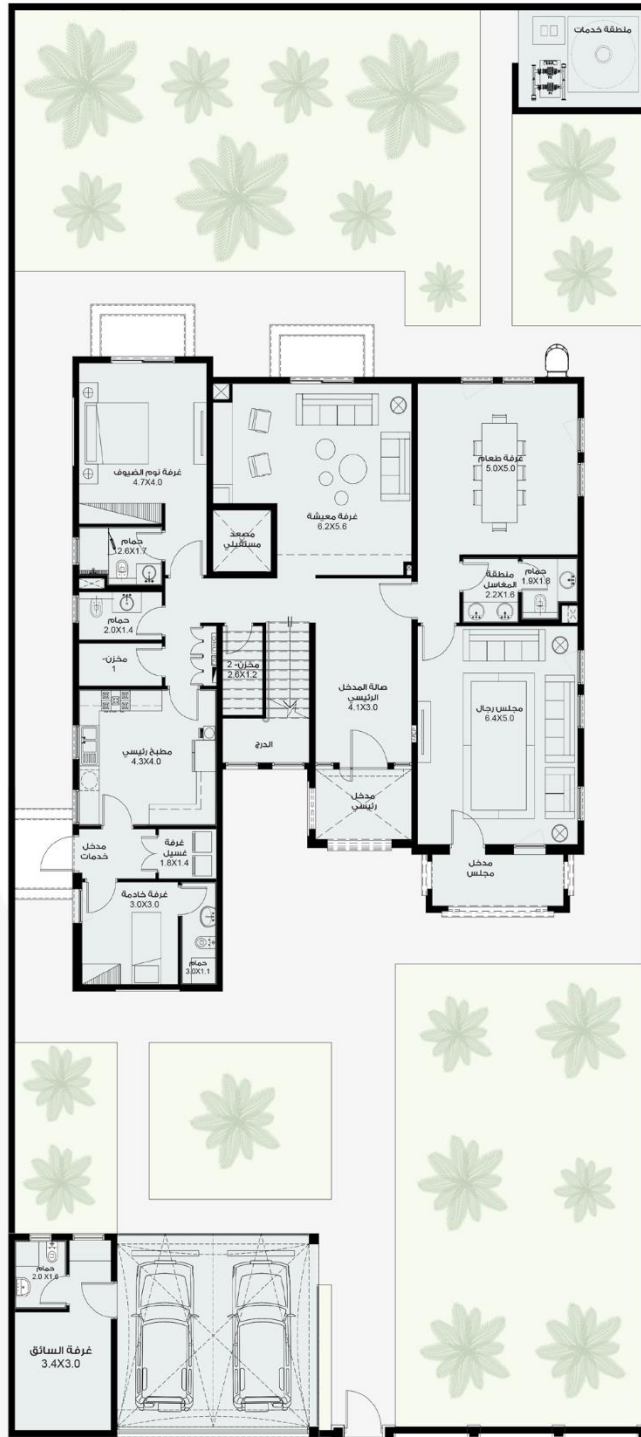 منطقة خدمات
غرفة نوم الضيوف
4.7X4.0
غرفة معيشة
6.2X5.6
غرفة طعام
5.0X5.0
مصعد
مستقبلي
حمام
2.6X1.7
حمام
2.0X1.4
منطقة
المغاسل
2.2X1.6
حمام
1.9X1.8
مخزن-
1
مخزن- 2
2.6X1.2
صالة المدخل
الرئيسي
4.1X3.0
مجلس رجال
6.4X5.0
مطبخ رئيسي
4.3X4.0
الدرج
مدخل
رئيسي
مدخل
خدمات
غرفة
غسيل
1.8X1.4
مدخل
مجلس
غرفة خادمة
3.0X3.0
حمام
3.0X1.1
حمام
2.0X1.6
غرفة السائق
3.4X3.0